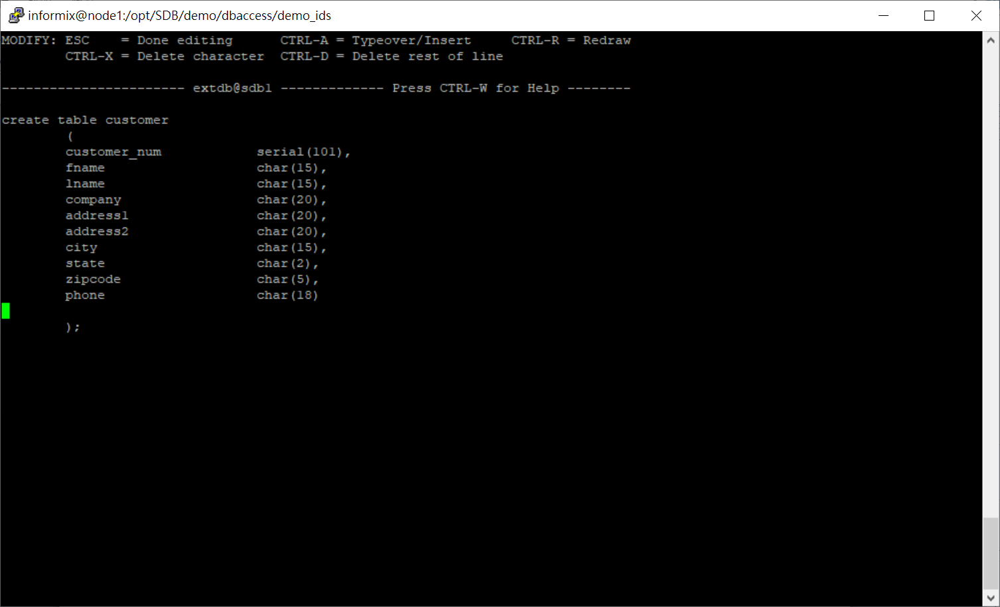 informix@node1:/opt/SDB/demo/dbaccess/demo_ids
MODIFY: ESC    = Done editing      CTRL-A = Typeover/Insert     CTRL-R = Redraw
        CTRL-X = Delete character  CTRL-D = Delete rest of line
----------------------- extdb@sdb1 ------------- Press CTRL-W for Help --------
create table customer
        (
        customer_num            serial(101),
        fname                   char(15),
        lname                   char(15),
        company                 char(20),
        address1                char(20),
        address2                char(20),
        city                    char(15),
        state                   char(2),
        zipcode                 char(5),
        phone                   char(18)
        );